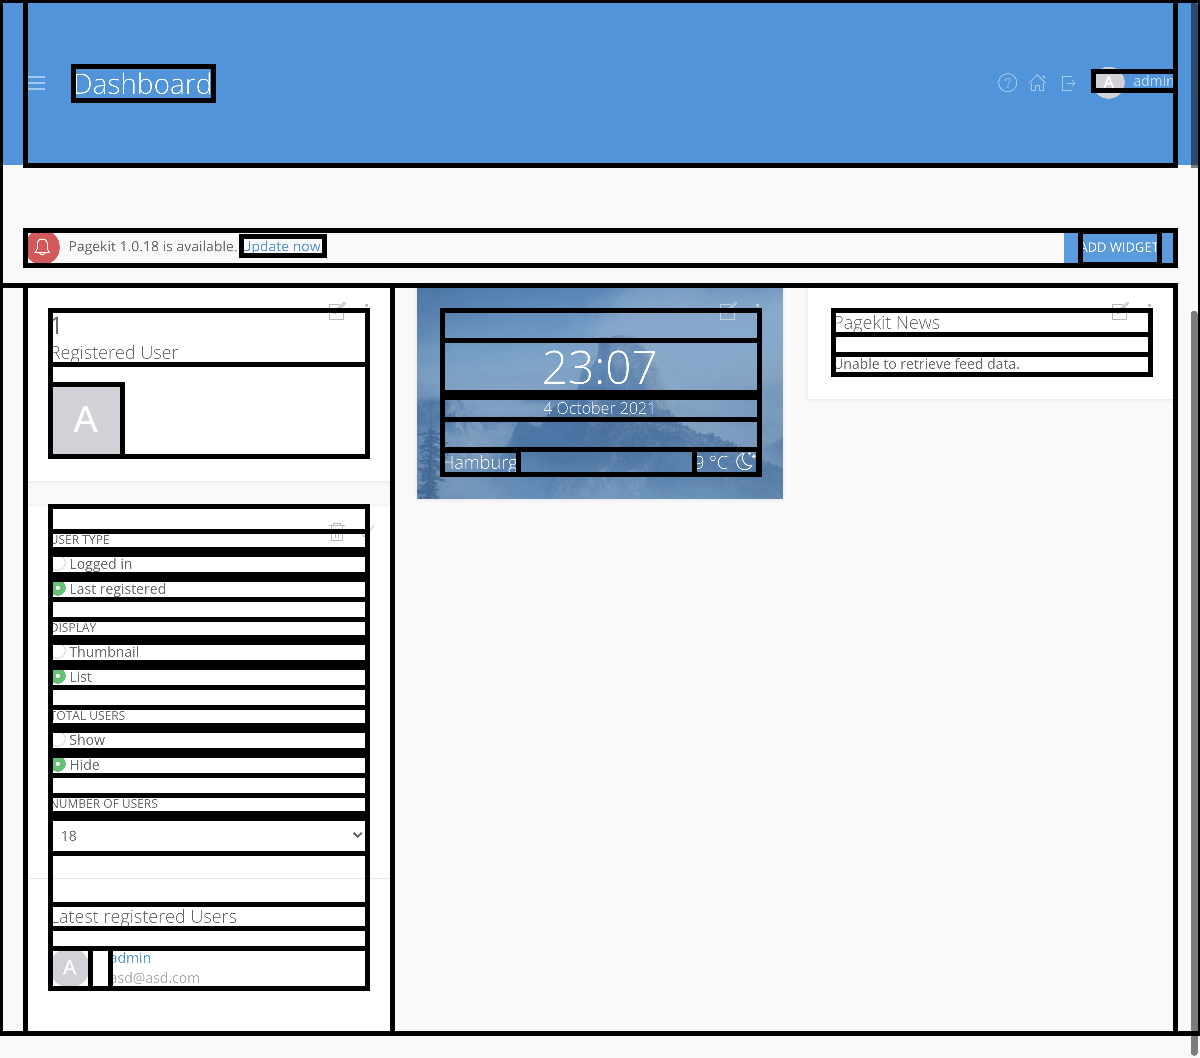 Dashboard
A admin
Pagekit 1.0.18 is available. Update now
ADD WIDGET
1
Registered User
A
USER TYPE
Logged in
Last registered
DISPLAY
Thumbnail
List
TOTAL USERS
Show
Hide
NUMBER OF USERS
18
Latest registered Users
A
admin
asd@asd.com
23:07
4 October 2021
Hamburg 9 °C
Pagekit News
Unable to retrieve feed data.